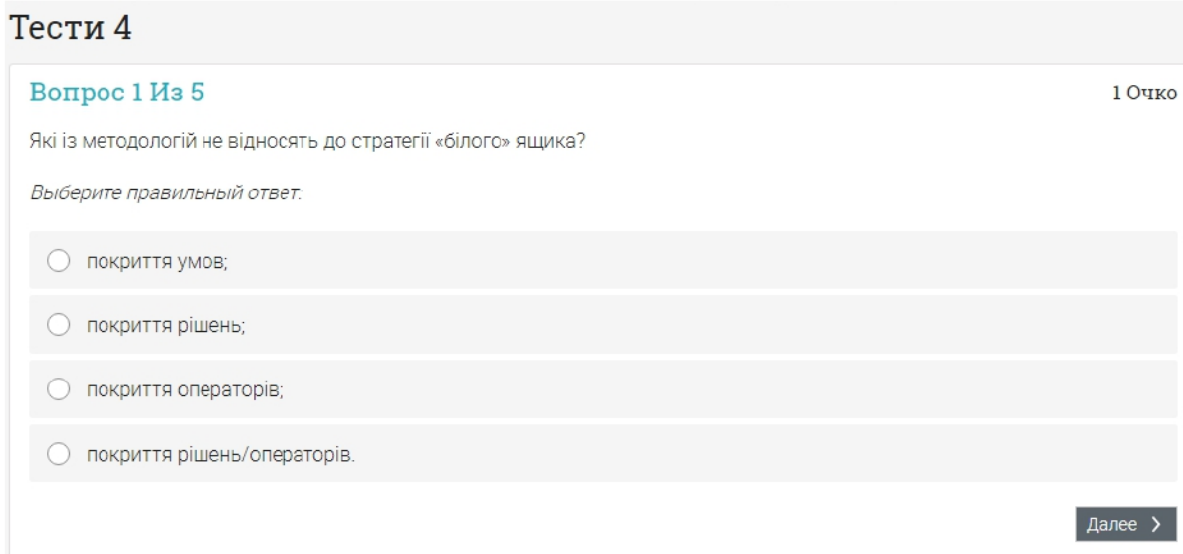 Тести 4
Вопрос 1 Из 5
1 Очко
Які із методологій не відносять до стратегії «білого» ящика?
Выберите правильный ответ.
покриття умов;
покриття рішень;
покриття операторів;
покриття рішень/операторів.
Далее